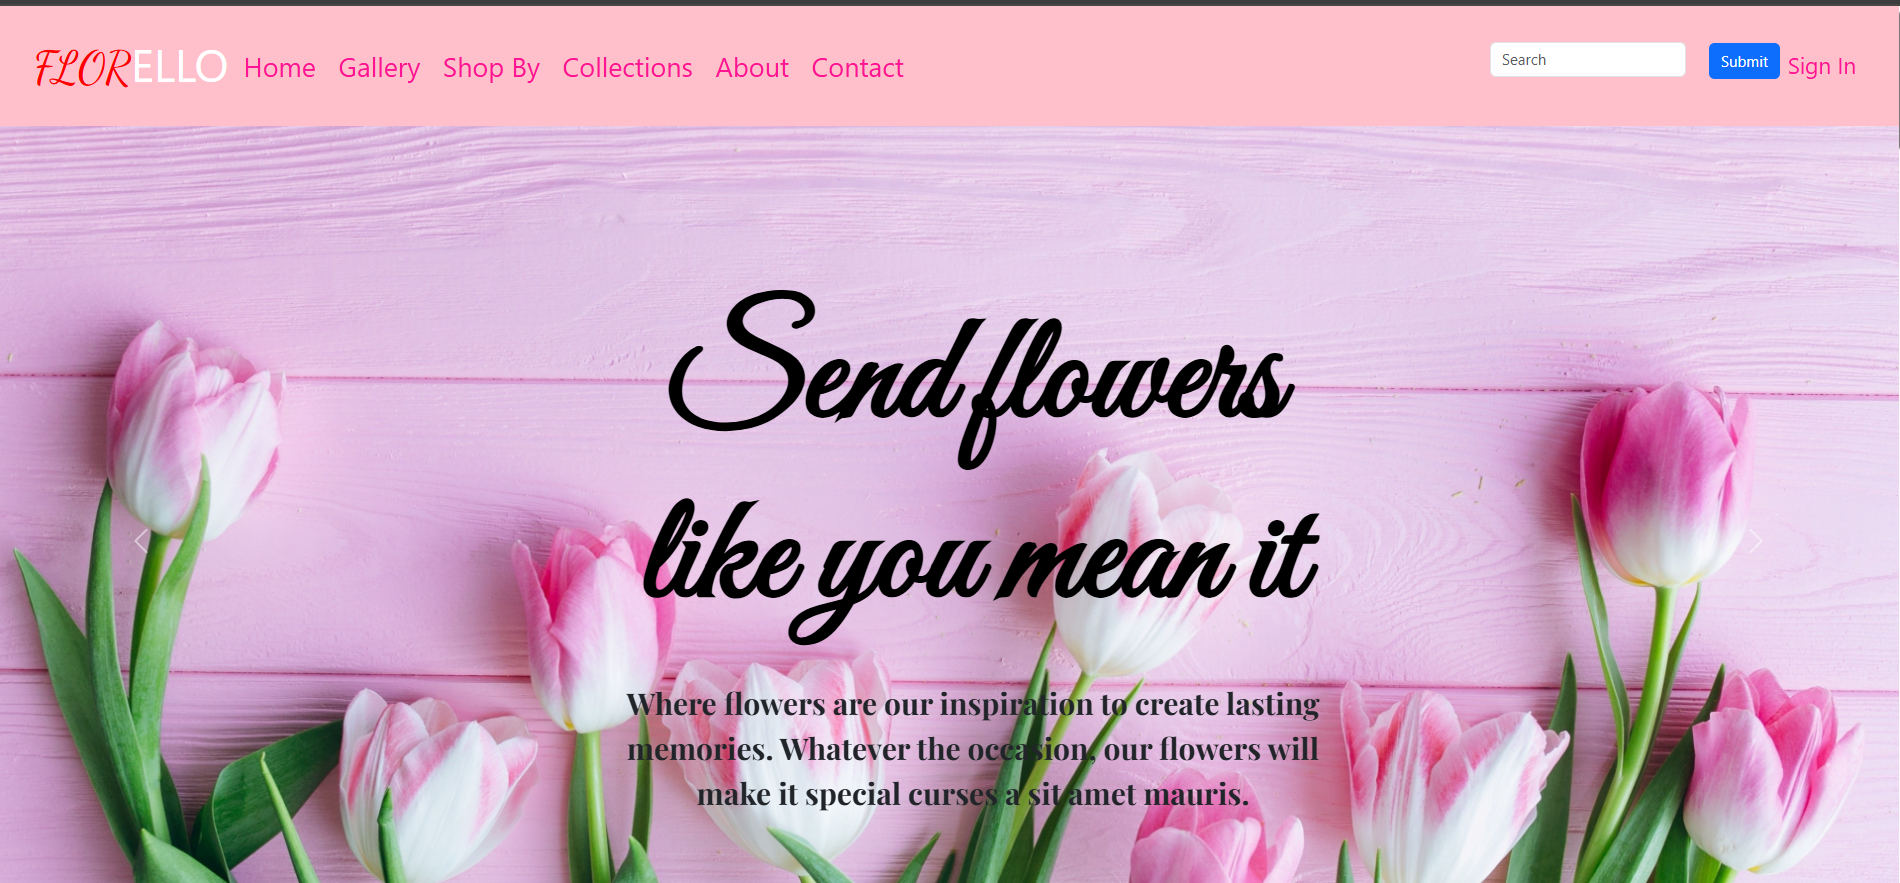 FLORELLO Home Gallery Shop By Collections About Contact Search Submit Sign In
Send flowers
like you mean it
Where flowers are our inspiration to create lasting
memories. Whatever the occasion, our flowers will
make it special curses a sit amet mauris.